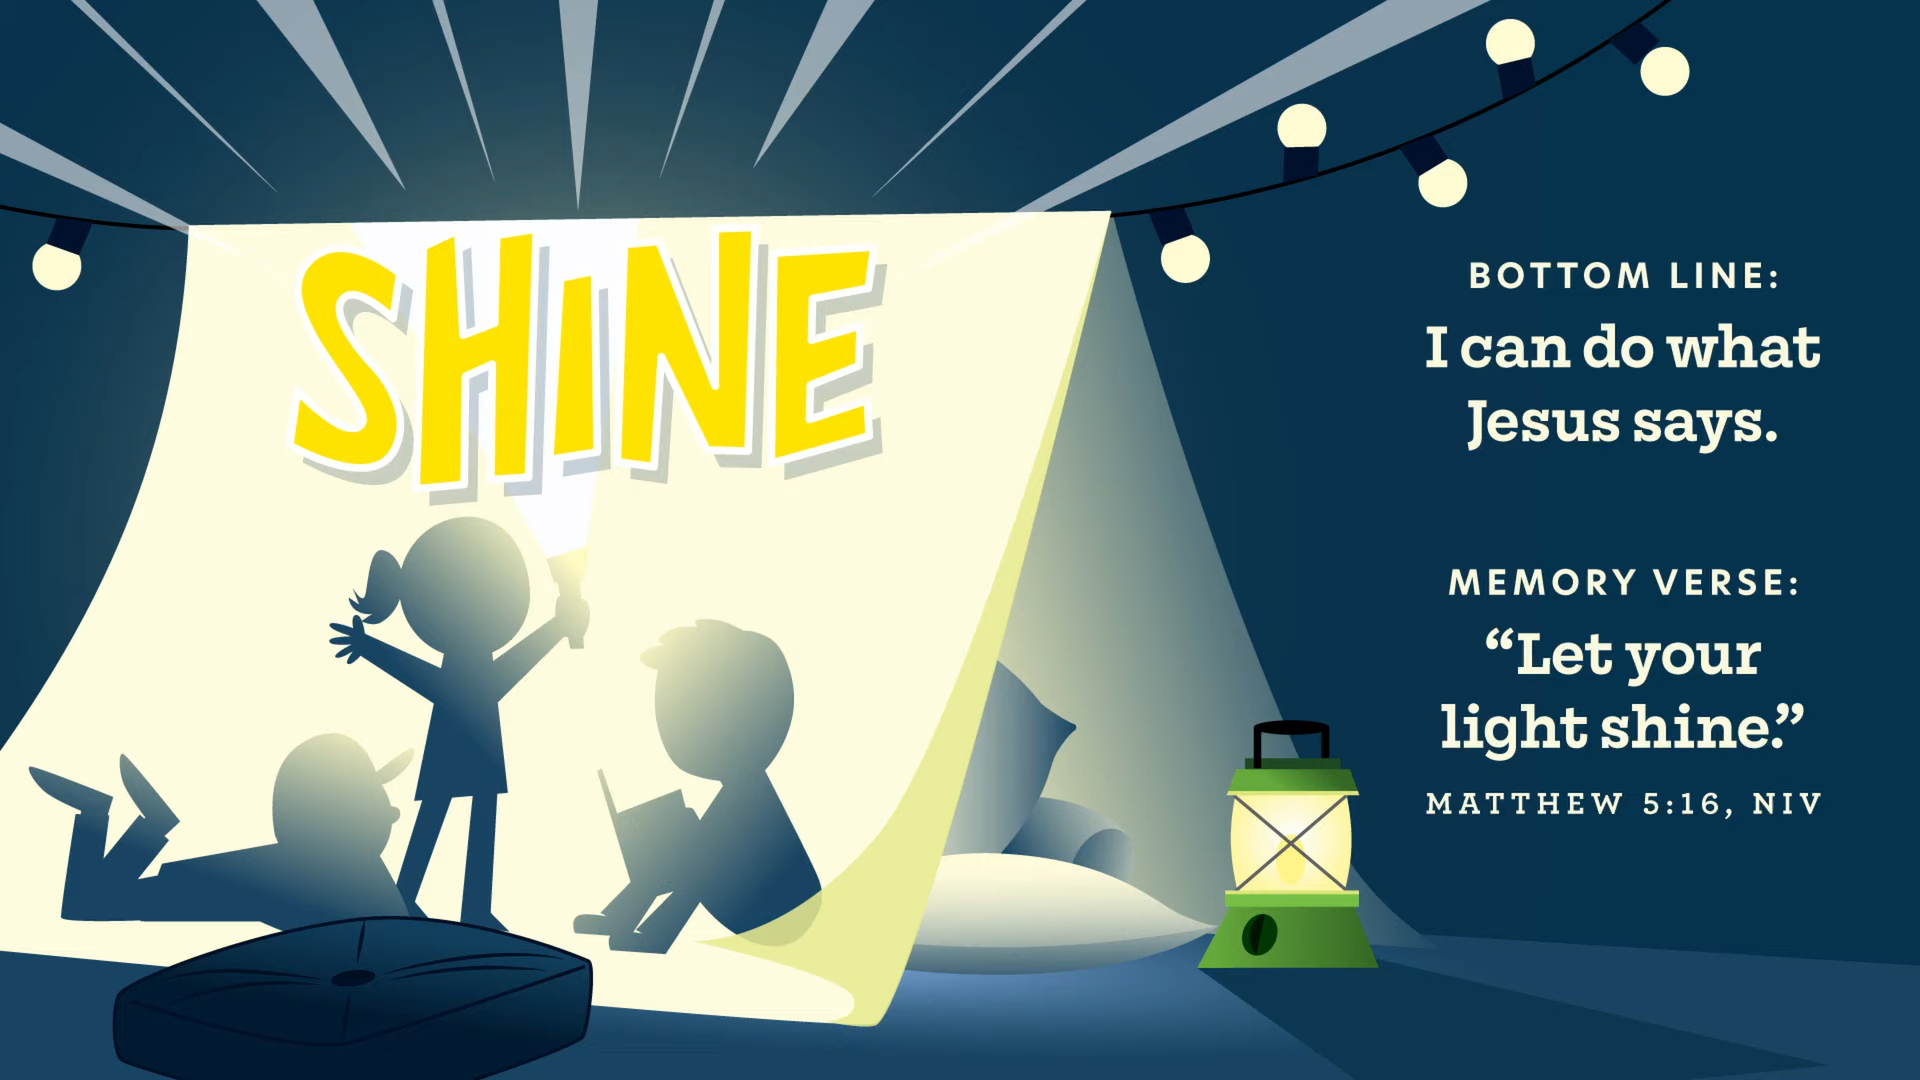 SHINE
BOTTOM LINE:
I can do what
Jesus says.
MEMORY VERSE:
“Let your
light shine.”
MATTHEW 5:16, NIV